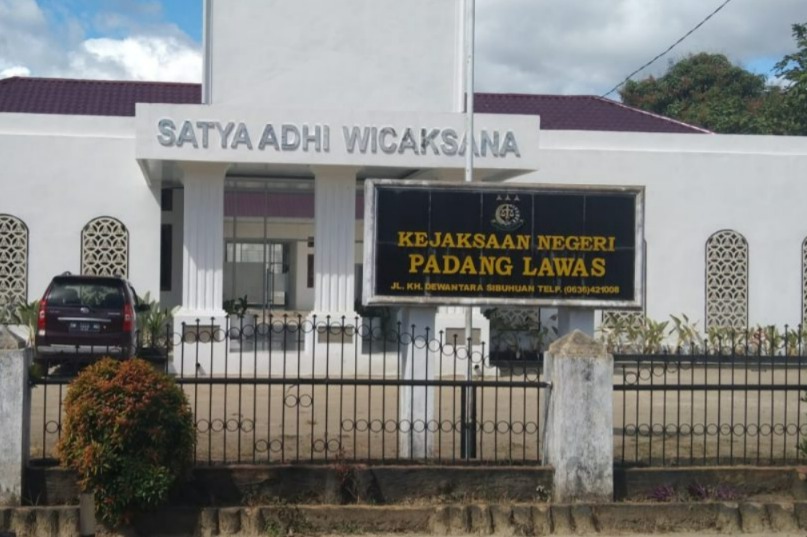 SATYA ADHI WICAKSANA
KEJAKSAAN NEGERI
PADANG LAWAS
JL. KH. DEWANTARA SIBUHUAN TELP. (0636)421008